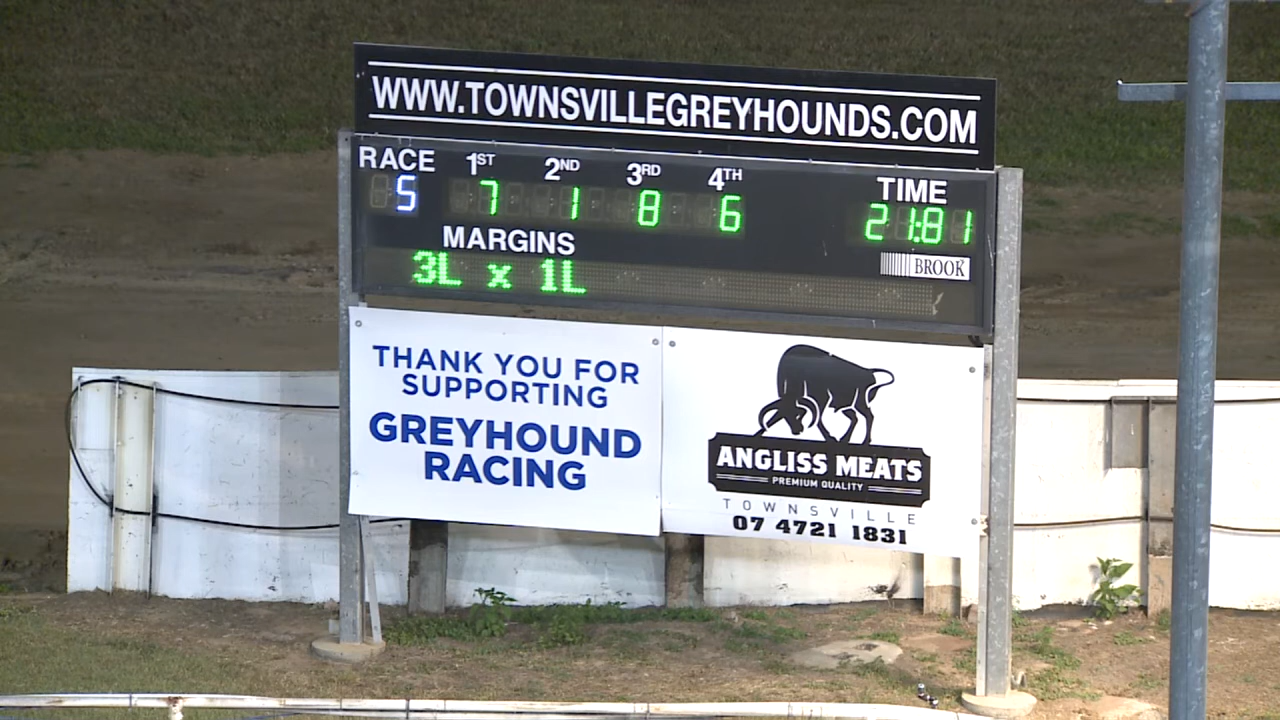 WWW.TOWNSVILLEGREYHOUNDS.COM
RACE 1ST 2ND 3RD 4TH TIME
5 7 1 8 6 21:81
MARGINS
BROOK
3L x 1L
THANK YOU FOR
SUPPORTING
GREYHOUND
RACING
ANGLISS MEATS
PREMIUM QUALITY
TOWNSVILLE
07 4721 1831